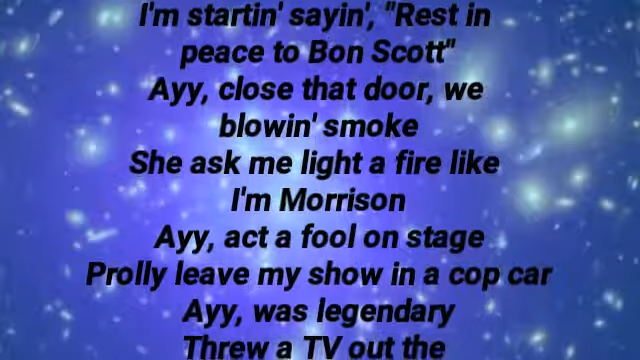 I'm startin' sayin', "Rest in
peace to Bon Scott"
Ayy, close that door, we
blowin' smoke
She ask me light a fire like
I'm Morrison
Ayy, act a fool on stage
Prolly leave my show in a cop car
Ayy, was legendary
Threw a TV out the